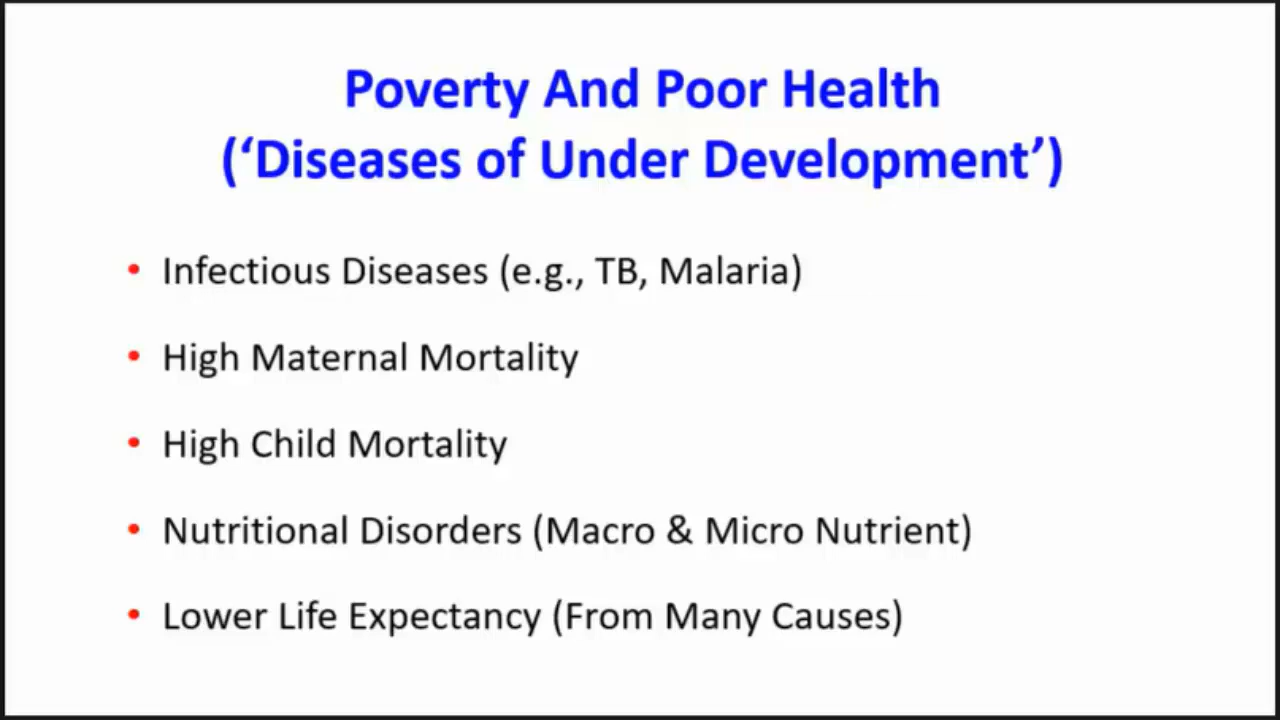 Poverty And Poor Health
(‘Diseases of Under Development’)
• Infectious Diseases (e.g., TB, Malaria)
• High Maternal Mortality
• High Child Mortality
• Nutritional Disorders (Macro & Micro Nutrient)
• Lower Life Expectancy (From Many Causes)